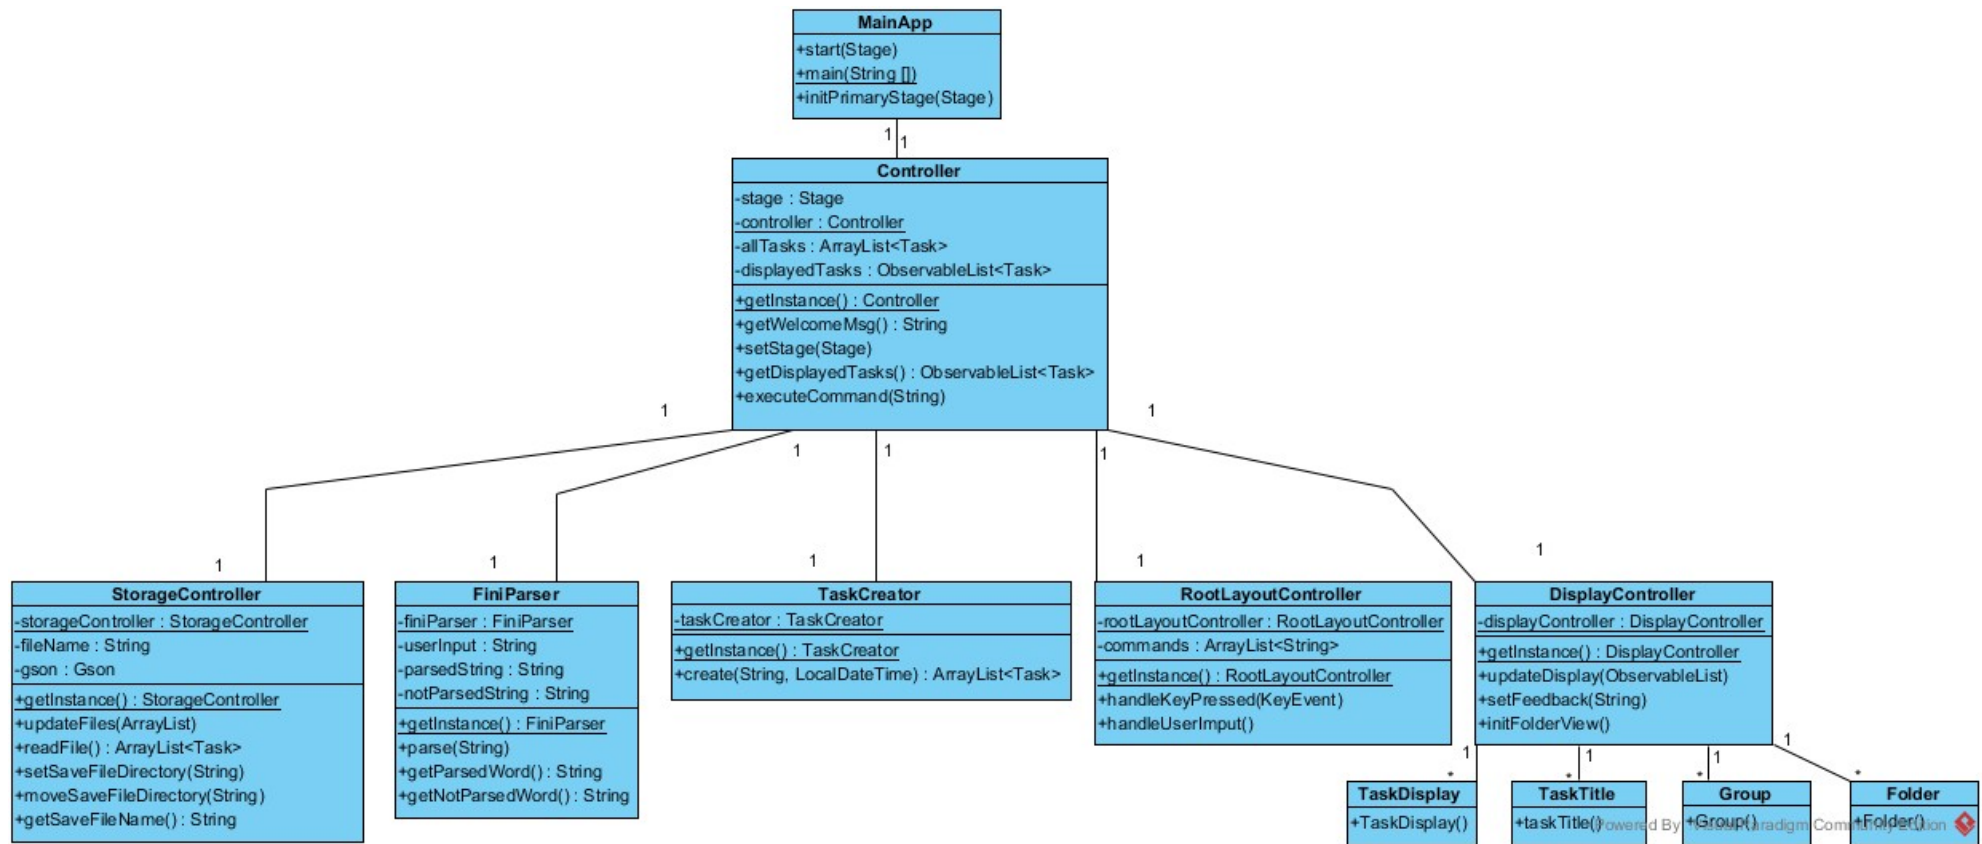 MainApp
+start(Stage)
+main(String [])
+initPrimaryStage(Stage)
1
1
Controller
-stage : Stage
-controller : Controller
-allTasks : ArrayList<Task>
-displayedTasks : ObservableList<Task>
+getInstance() : Controller
+getWelcomeMsg() : String
+setStage(Stage)
+getDisplayedTasks() : ObservableList<Task>
+executeCommand(String)
1
1
1
1
1
1
1
1
1
1
StorageController
-storageController : StorageController
-fileName : String
-gson : Gson
+getInstance() : StorageController
+updateFiles(ArrayList)
+readFile() : ArrayList<Task>
+setSaveFileDirectory(String)
+moveSaveFileDirectory(String)
+getSaveFileName() : String
FiniParser
-finiParser : FiniParser
-userInput : String
-parsedString : String
-notParsedString : String
+getInstance() : FiniParser
+parse(String)
+getParsedWord() : String
+getNotParsedWord() : String
TaskCreator
-taskCreator : TaskCreator
+getInstance() : TaskCreator
+create(String, LocalDateTime) : ArrayList<Task>
RootLayoutController
-rootLayoutController : RootLayoutController
-commands : ArrayList<String>
+getInstance() : RootLayoutController
+handleKeyPressed(KeyEvent)
+handleUserImput()
DisplayController
-displayController : DisplayController
+getInstance() : DisplayController
+updateDisplay(ObservableList)
+setFeedback(String)
+initFolderView()
1
1
1
1
*
*
*
*
TaskDisplay
+TaskDisplay()
TaskTitle
+taskTitle()
Group
+Group()
Folder
+Folder()
Powered By Visual Paradigm Community Edition